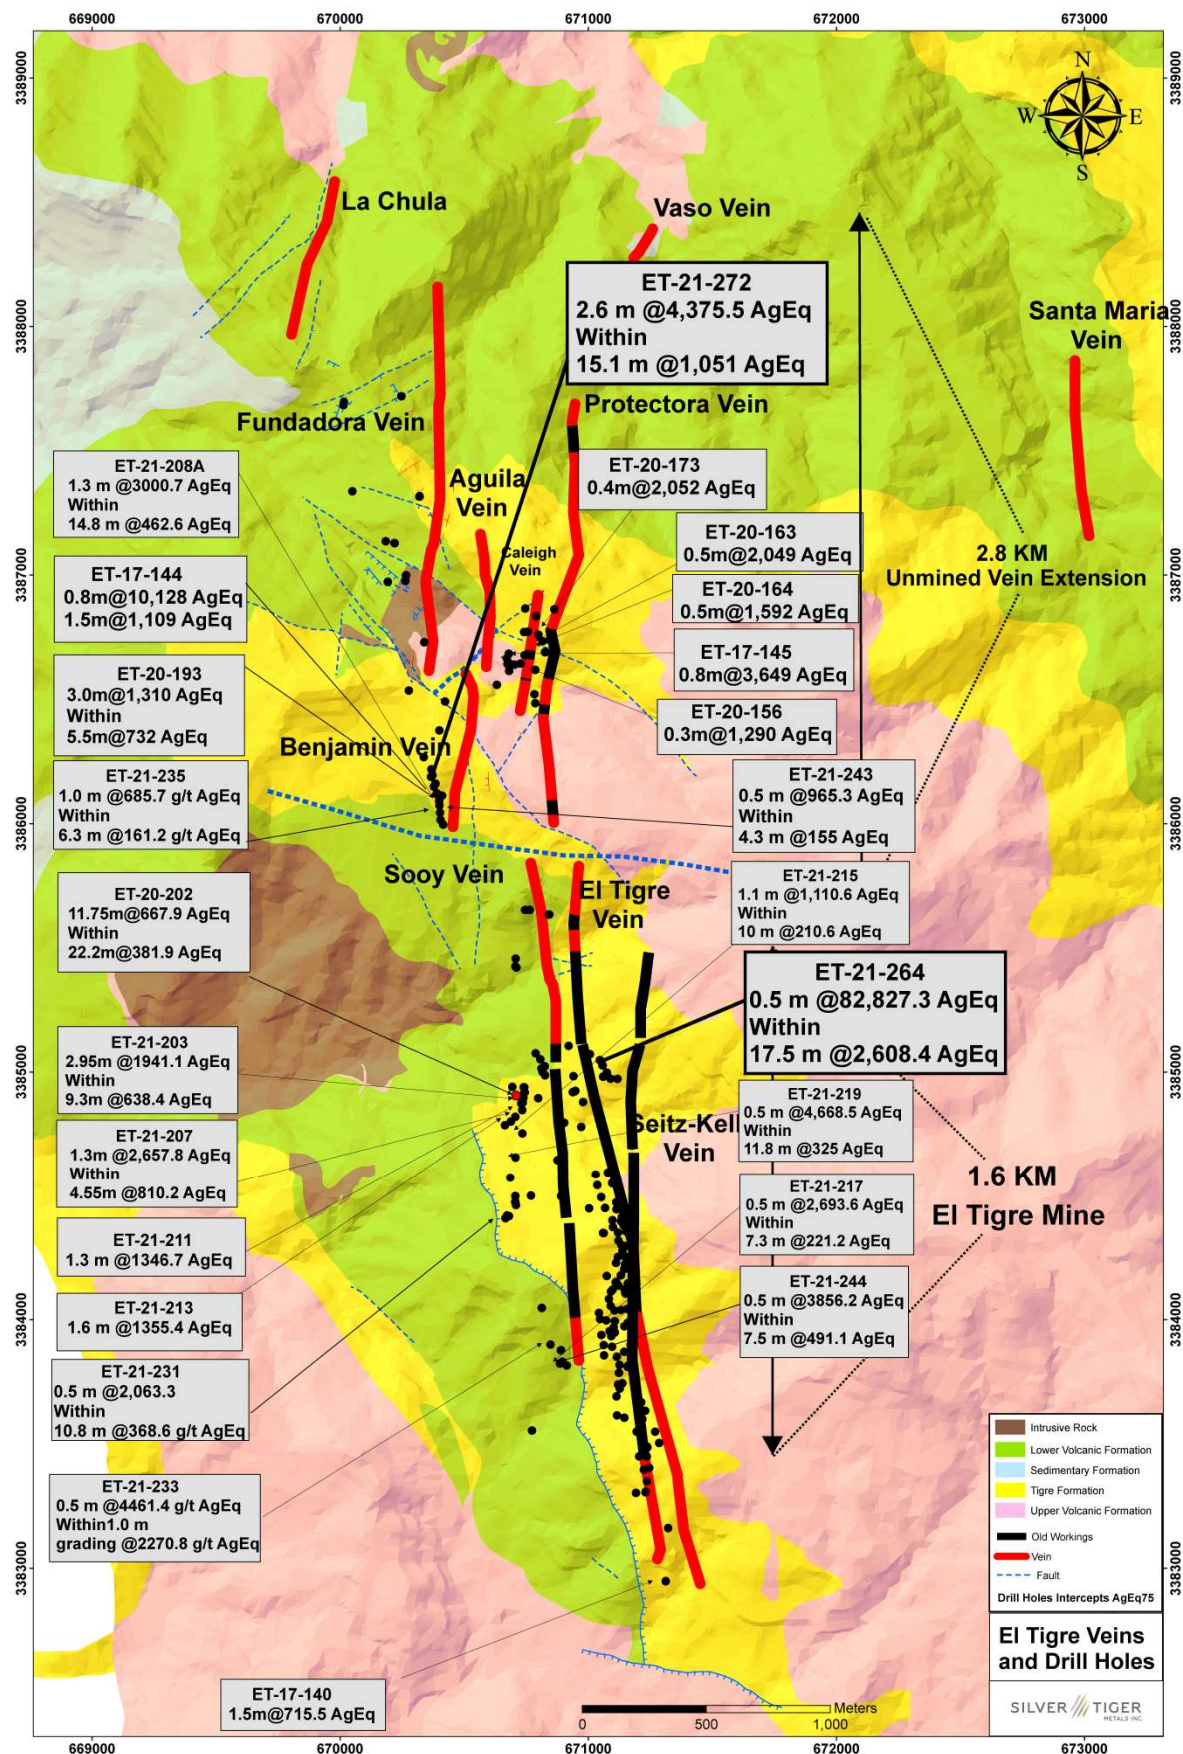 669000
670000
671000
672000
673000
3389000
3389000
N
W
E
S
La Chula
Vaso Vein
ET-21-272
2.6 m @4,375.5 AgEq
Within
15.1 m @1,051 AgEq
3388000
3388000
Santa Maria
Vein
Protectora Vein
Fundadora Vein
ET-21-208A
1.3 m @3000.7 AgEq
Within
14.8 m @462.6 AgEq
Aguila
Vein
ET-20-173
0.4m@2,052 AgEq
ET-20-163
0.5m@2,049 AgEq
Caleigh
Vein
2.8 KM
Unmined Vein Extension
3387000
3387000
ET-17-144
0.8m@10,128 AgEq
1.5m@1,109 AgEq
ET-20-164
0.5m@1,592 AgEq
ET-17-145
0.8m@3,649 AgEq
ET-20-193
3.0m@1,310 AgEq
Within
5.5m@732 AgEq
ET-20-156
0.3m@1,290 AgEq
Benjamin Vein
ET-21-235
1.0 m @685.7 g/t AgEq
Within
6.3 m @161.2 g/t AgEq
ET-21-243
0.5 m @965.3 AgEq
Within
4.3 m @155 AgEq
3386000
3386000
Sooy Vein
El Tigre
Vein
ET-21-215
1.1 m @1,110.6 AgEq
Within
10 m @210.6 AgEq
ET-20-202
11.75m@667.9 AgEq
Within
22.2m@381.9 AgEq
ET-21-264
0.5 m @82,827.3 AgEq
Within
17.5 m @2,608.4 AgEq
3385000
3385000
ET-21-203
2.95m @1941.1 AgEq
Within
9.3m @638.4 AgEq
ET-21-219
0.5 m @4,668.5 AgEq
Within
11.8 m @325 AgEq
Seitz-Kell
Vein
ET-21-207
1.3m @2,657.8 AgEq
Within
4.55m @810.2 AgEq
1.6 KM
El Tigre Mine
ET-21-217
0.5 m @2,693.6 AgEq
Within
7.3 m @221.2 AgEq
ET-21-211
1.3 m @1346.7 AgEq
ET-21-244
0.5 m @3856.2 AgEq
Within
7.5 m @491.1 AgEq
ET-21-213
1.6 m @1355.4 AgEq
3384000
3384000
ET-21-231
0.5 m @2,063.3
Within
10.8 m @368.6 g/t AgEq
ET-21-233
0.5 m @4461.4 g/t AgEq
Within1.0 m
grading @2270.8 g/t AgEq
3383000
3383000
Intrusive Rock
Lower Volcanic Formation
Sedimentary Formation
Tigre Formation
Upper Volcanic Formation
Old Workings
Vein
Fault
Drill Holes Intercepts AgEq75
El Tigre Veins
and Drill Holes
SILVER TIGER
METALS INC
ET-17-140
1.5m@715.5 AgEq
Meters
0
500
1,000
669000
670000
671000
672000
673000